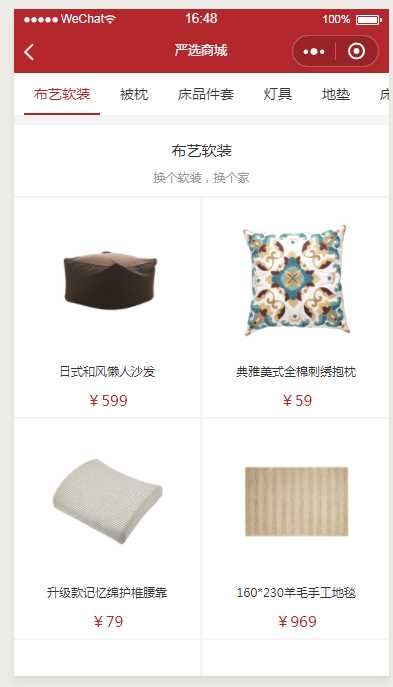 WeChat 16:48 100%
严选商城
布艺软装 被枕 床品件套 灯具 地垫
布艺软装
换个软装，换个家
日式和风懒人沙发 典雅美式全棉刺绣抱枕
￥599 ￥59
升级款记忆绵护椎腰靠 160*230羊毛手工地毯
￥79 ￥969